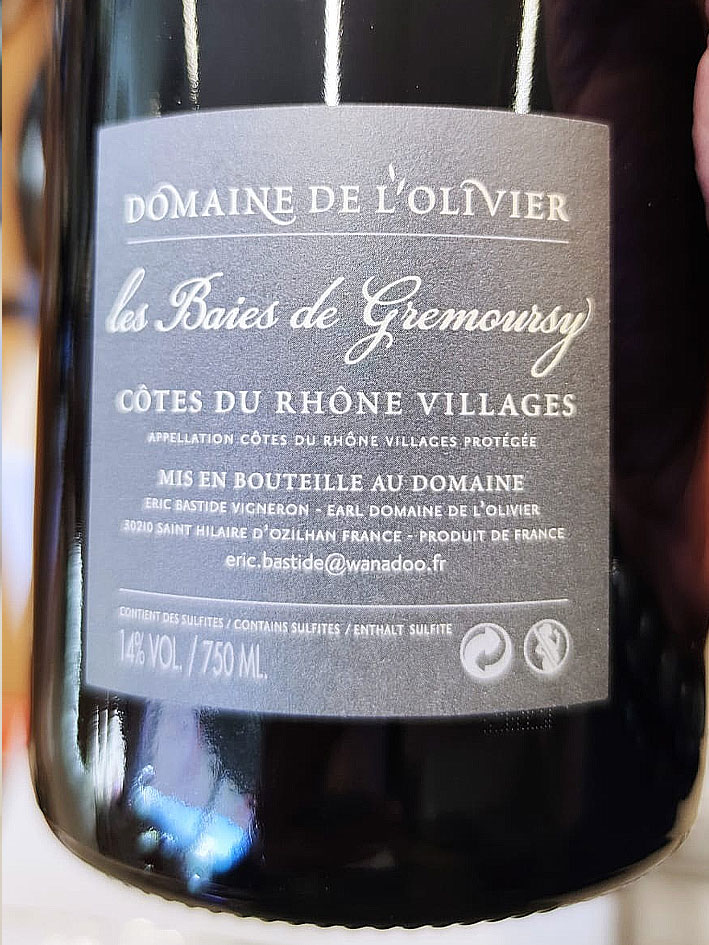 DOMAINE DE L'OLIVIER
les Baies de Gremoursy
CÔTES DU RHÔNE VILLAGES
APPELLATION CÔTES DU RHÔNE VILLAGES PROTÉGÉE
MIS EN BOUTEILLE AU DOMAINE
ERIC BASTIDE VIGNERON - EARL DOMAINE DE L'OLIVIER
30210 SAINT HILAIRE D'OZILHAN FRANCE - PRODUIT DE FRANCE
eric.bastide@wanadoo.fr
CONTIENT DES SULFITES / CONTAINS SULFITES / ENTHALT SULFITE
14% VOL. / 750 ML.